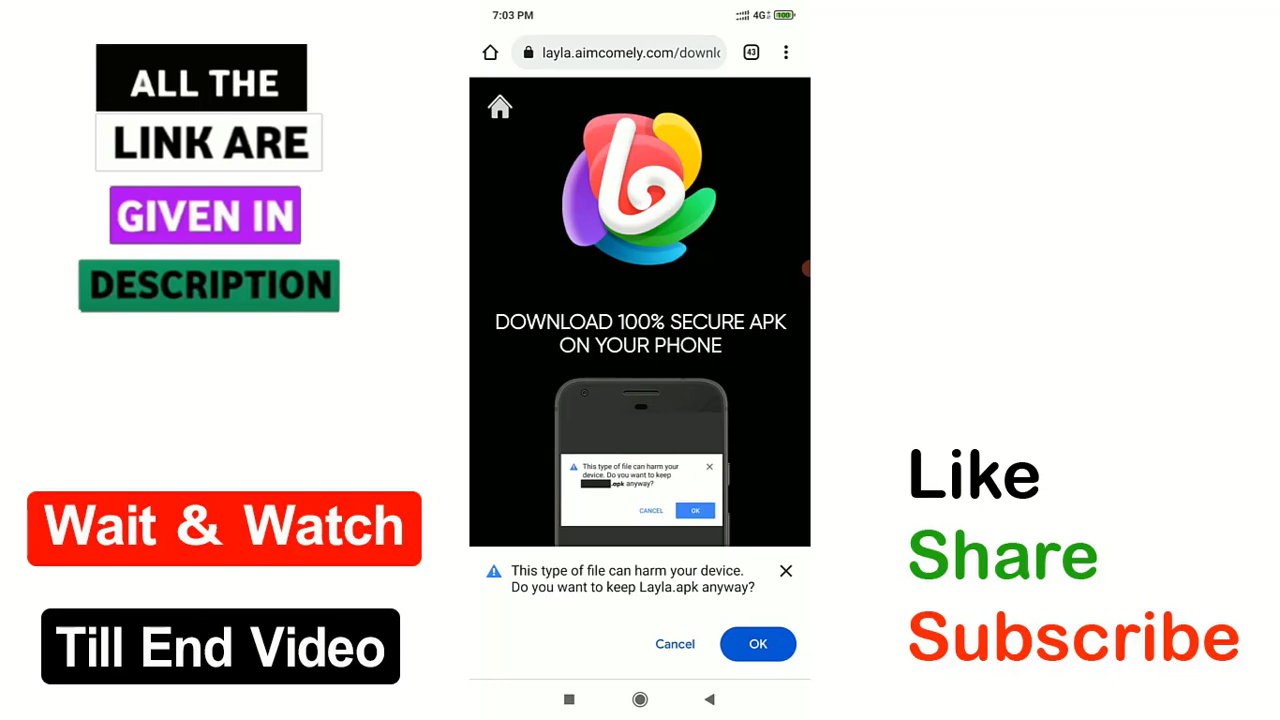 ALL THE
LINK ARE
GIVEN IN
DESCRIPTION
Wait & Watch
Till End Video
7:03 PM
4G
100
layla.aimcomely.com/downlo
43
DOWNLOAD 100% SECURE APK
ON YOUR PHONE
This type of file can harm your
device. Do you want to keep
.apk anyway?
CANCEL
OK
This type of file can harm your device.
Do you want to keep Layla.apk anyway?
Cancel
OK
Like
Share
Subscribe